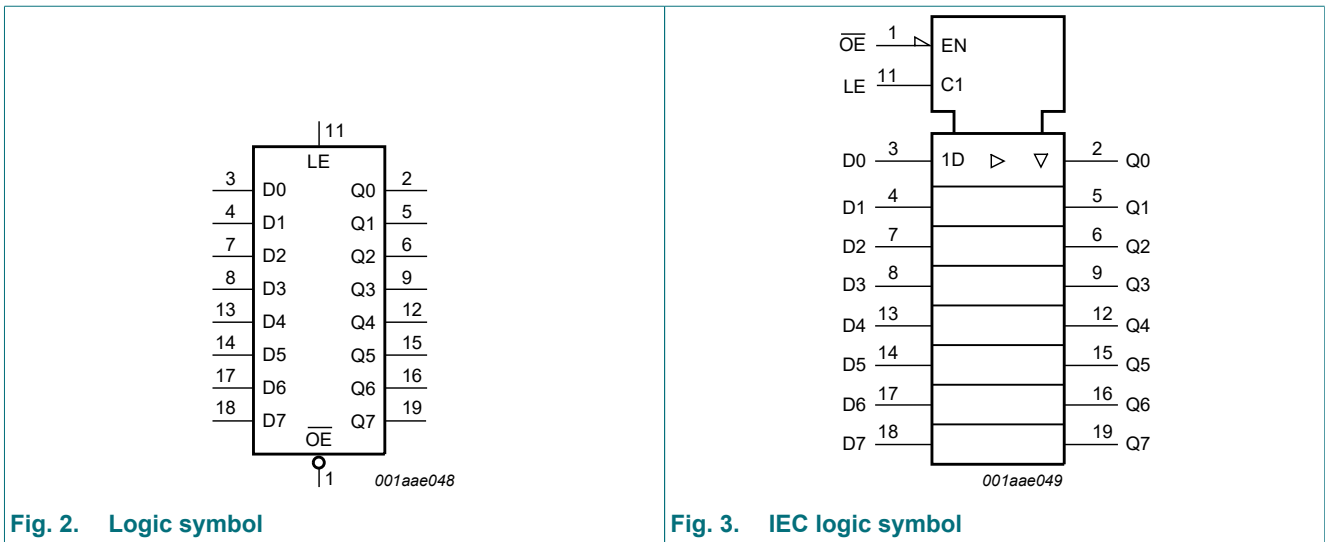 11
LE
3 D0 Q0 2
4 D1 Q1 5
7 D2 Q2 6
8 D3 Q3 9
13 D4 Q4 12
14 D5 Q5 15
17 D6 Q6 16
18 D7 Q7 19
O̅E̅
1 001aae048
Fig. 2. Logic symbol
O̅E̅ 1 EN
LE 11 C1
D0 3 1D ▷ ▽ 2 Q0
D1 4 5 Q1
D2 7 6 Q2
D3 8 9 Q3
D4 13 12 Q4
D5 14 15 Q5
D6 17 16 Q6
D7 18 19 Q7
001aae049
Fig. 3. IEC logic symbol